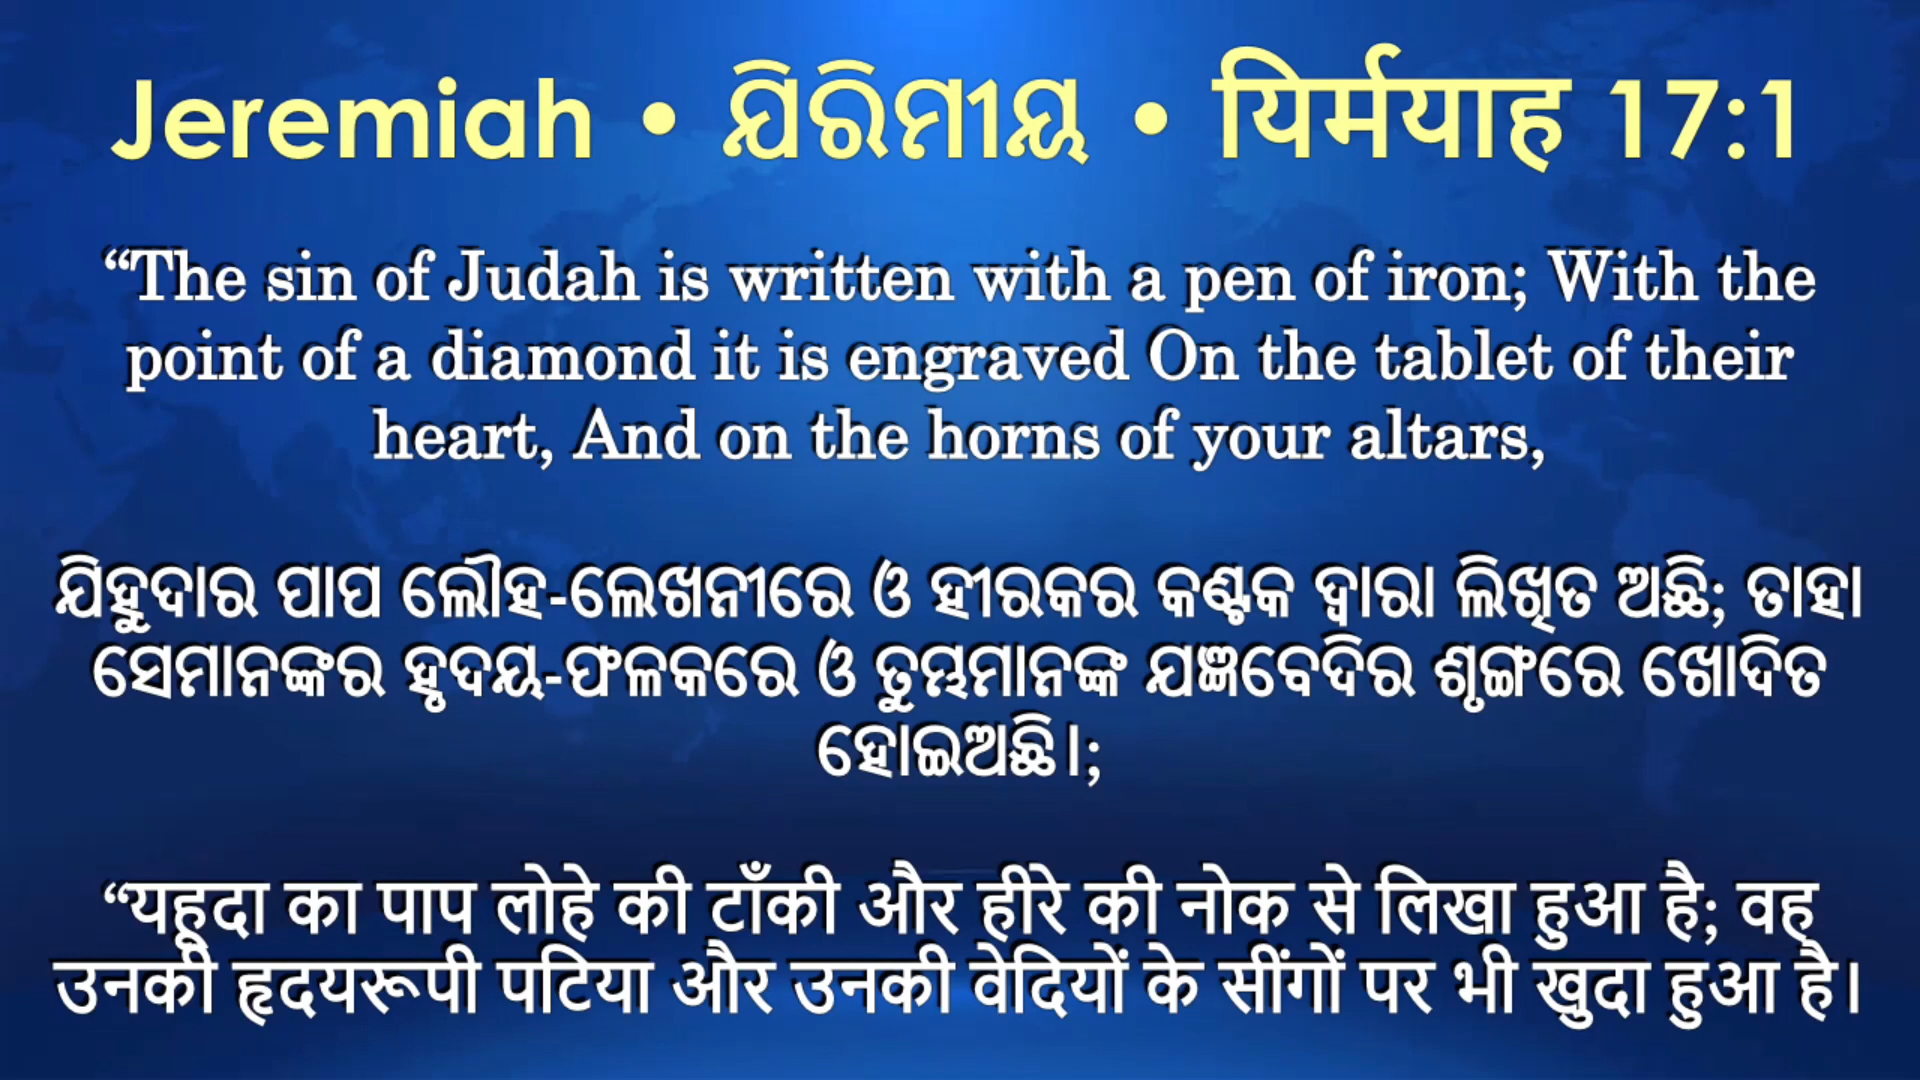 Jeremiah • ଯିରିମୀୟ • यिर्मयाह 17:1
“The sin of Judah is written with a pen of iron; With the
point of a diamond it is engraved On the tablet of their
heart, And on the horns of your altars,
ଯିହୁଦାର ପାପ ଲୌହ-ଲେଖନୀରେ ଓ ହୀରକର କଣ୍ଟକ ଦ୍ୱାରା ଲିଖିତ ଅଛି; ତାହା
ସେମାନଙ୍କର ହୃଦୟ-ଫଳକରେ ଓ ତୁମ୍ଭମାନଙ୍କ ଯଜ୍ଞବେଦିର ଶୃଙ୍ଗରେ ଖୋଦିତ
ହୋଇଅଛି।;
“यहूदा का पाप लोहे की टाँकी और हीरे की नोक से लिखा हुआ है; वह
उनकी हृदयरूपी पटिया और उनकी वेदियों के सींगों पर भी खुदा हुआ है।